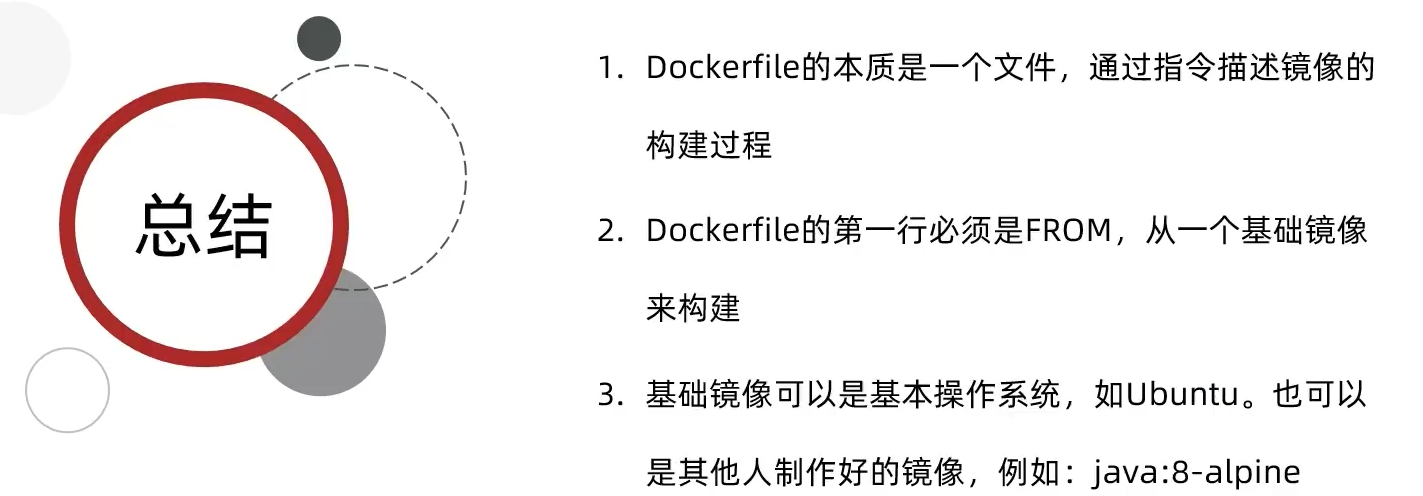 总结
1. Dockerfile的本质是一个文件，通过指令描述镜像的
构建过程
2. Dockerfile的第一行必须是FROM，从一个基础镜像
来构建
3. 基础镜像可以是基本操作系统，如Ubuntu。也可以
是其他人制作好的镜像，例如：java:8-alpine